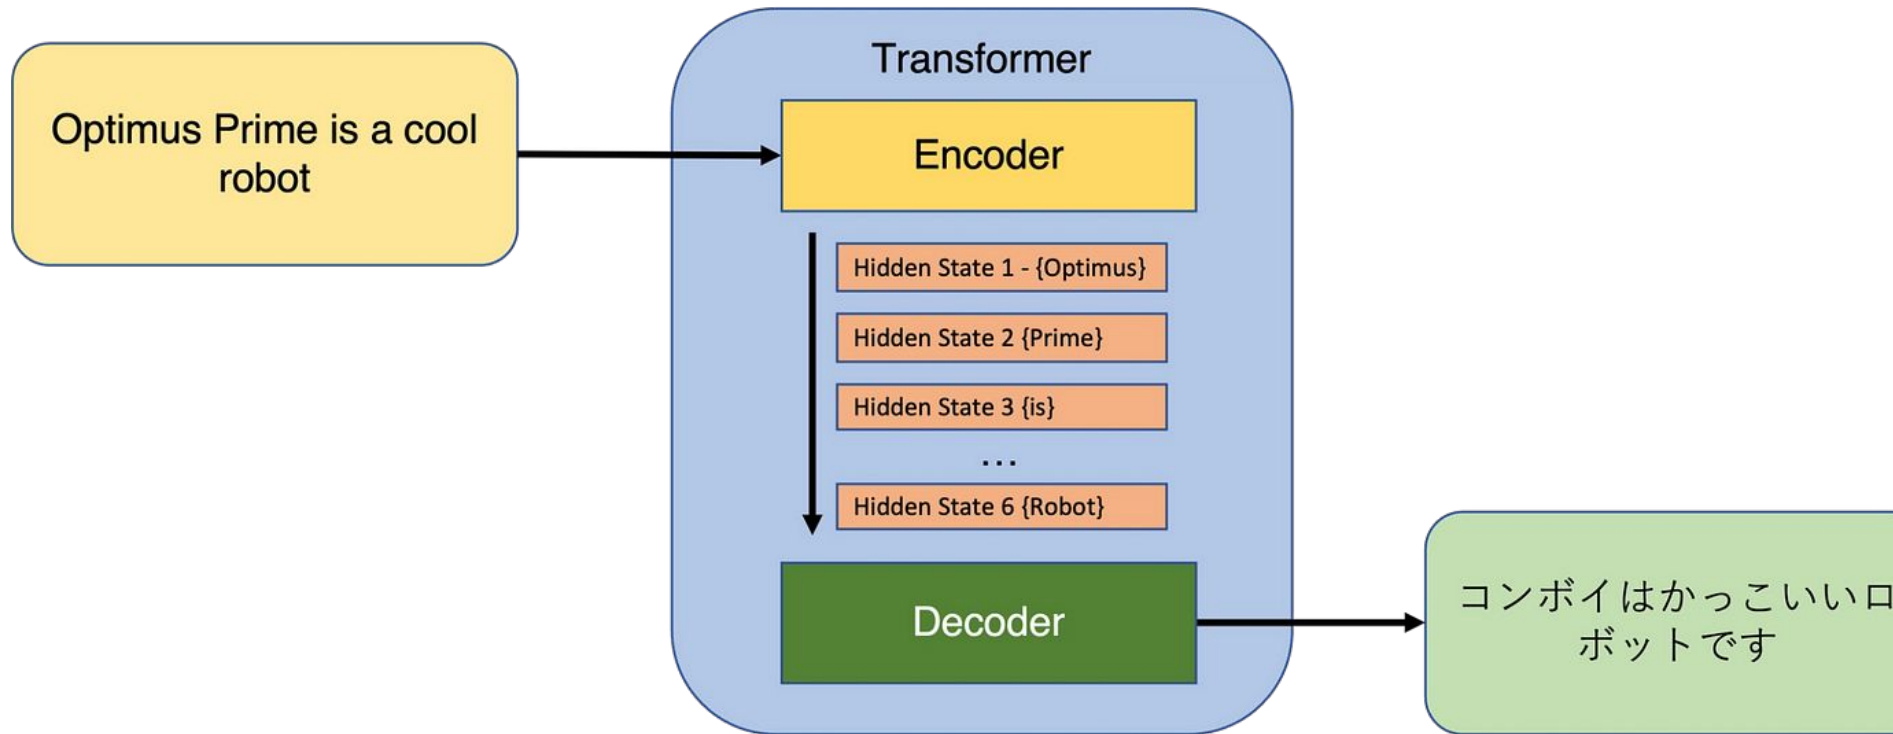 Transformer
Optimus Prime is a cool
robot
Encoder
Hidden State 1 - {Optimus}
Hidden State 2 {Prime}
Hidden State 3 {is}
...
Hidden State 6 {Robot}
Decoder
コンボイはかっこいいロ
ボットです